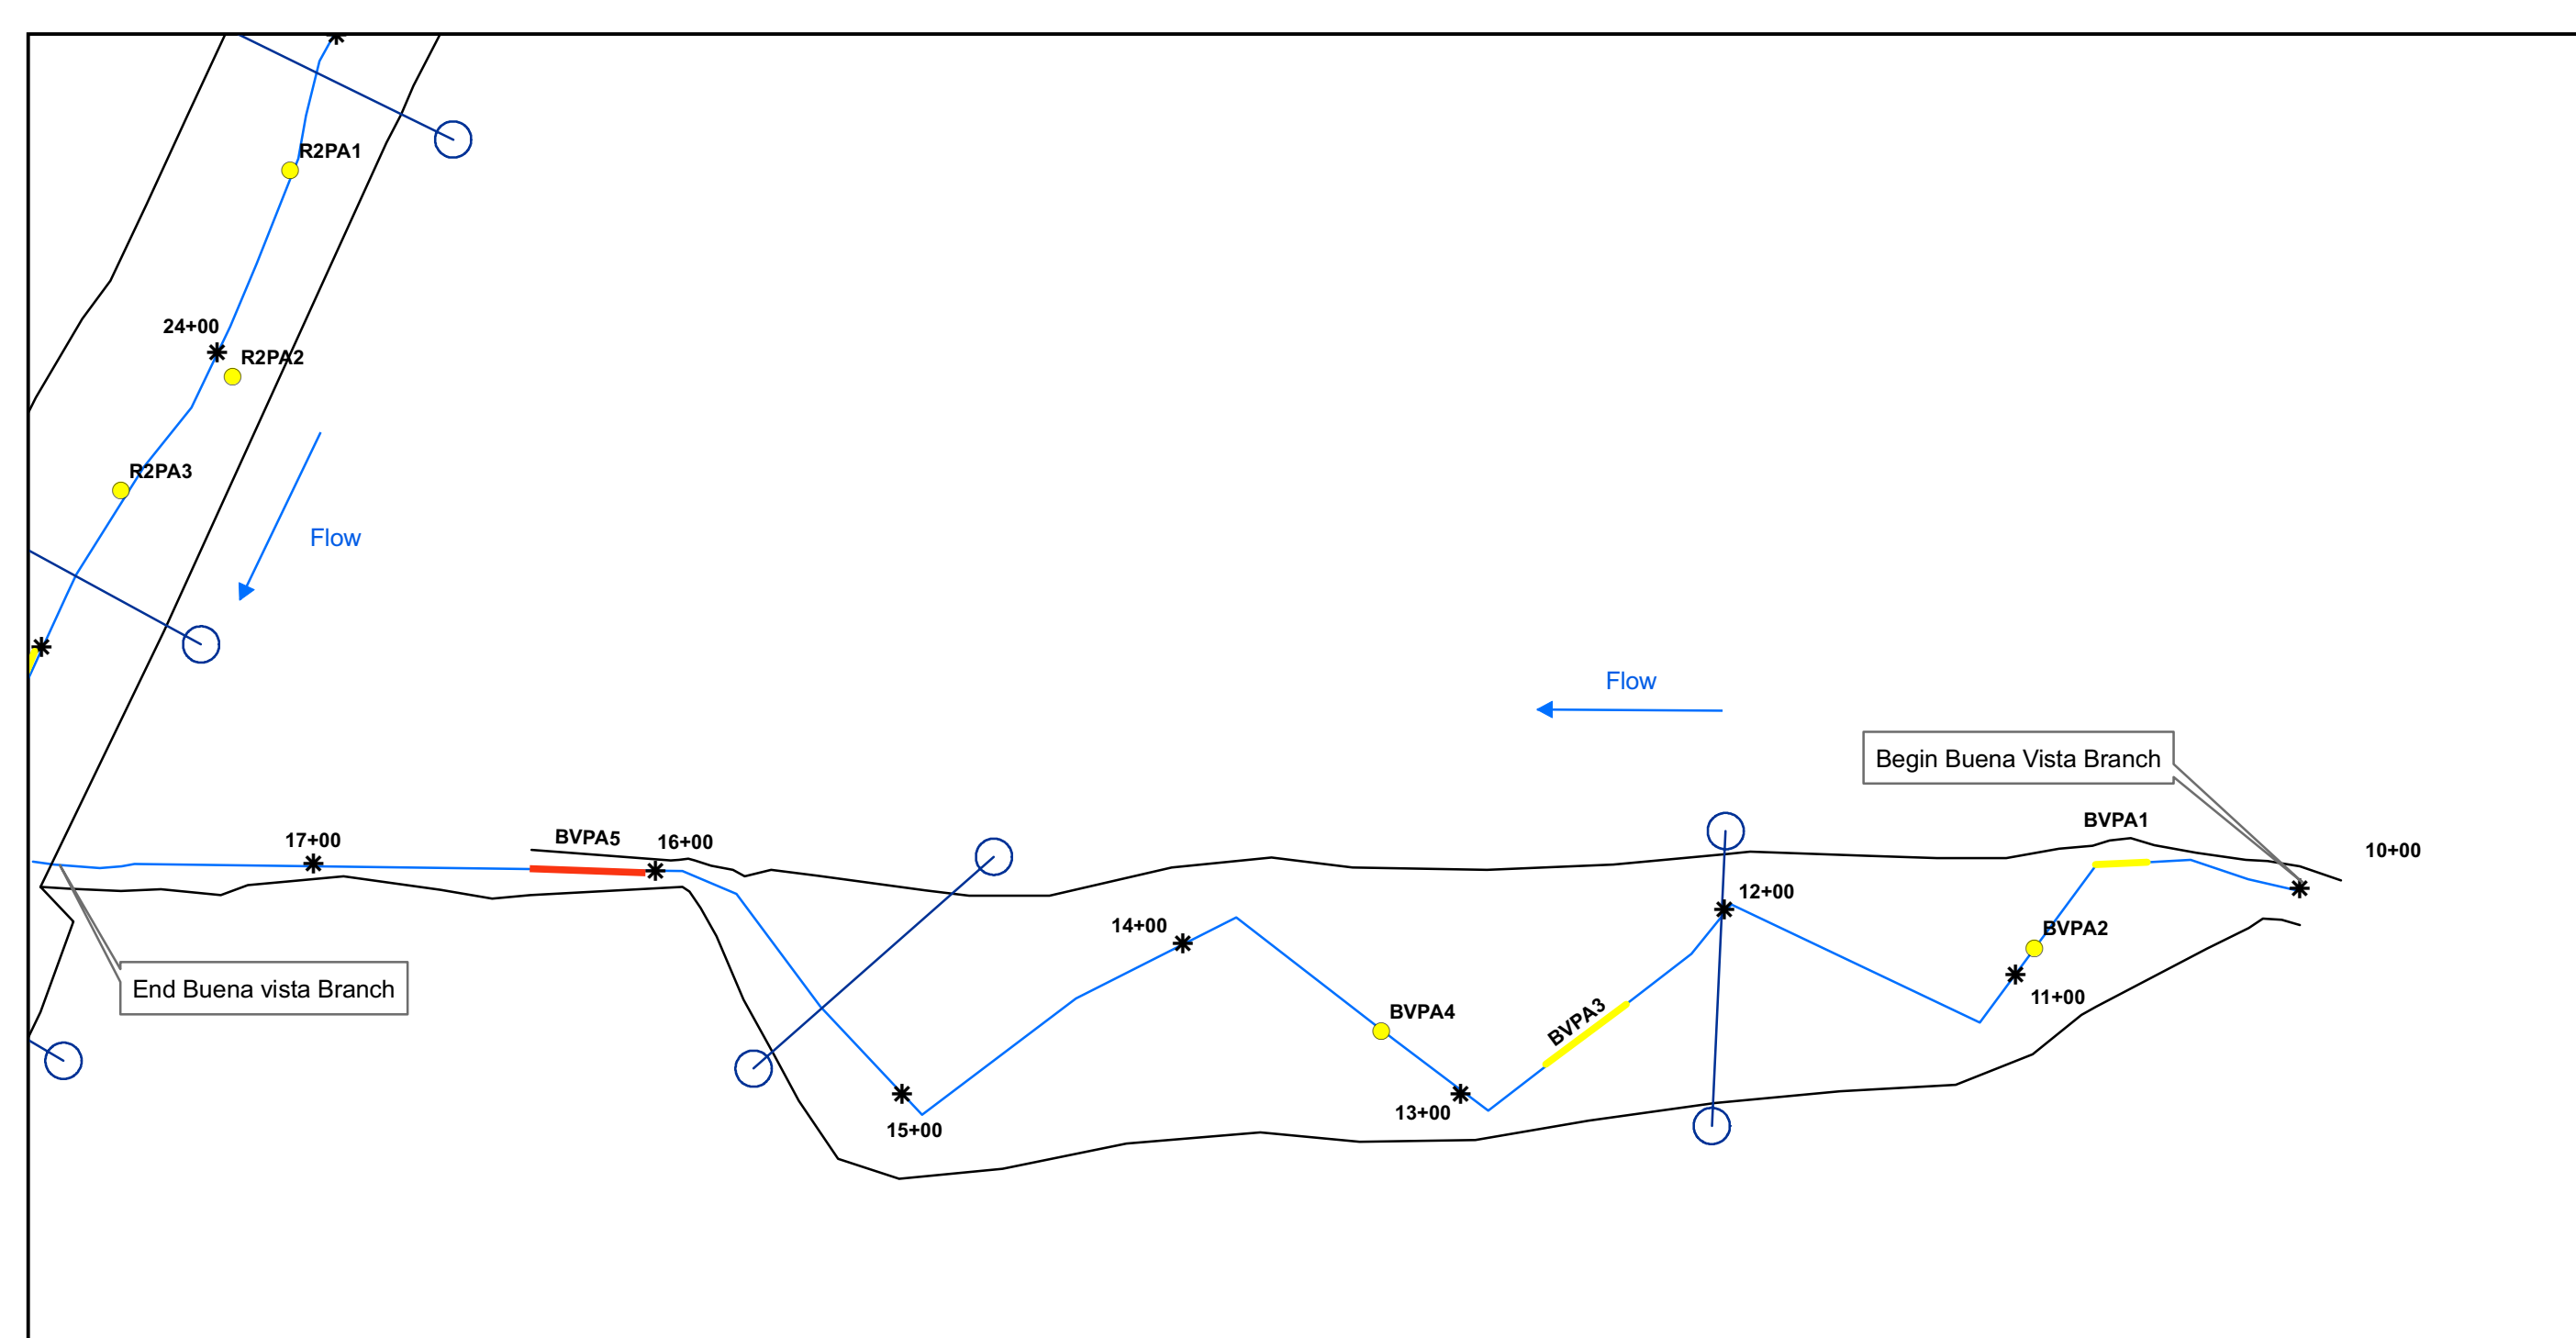 R2PA1
24+00
R2PA2
R2PA3
Flow
Flow
Begin Buena Vista Branch
BVPA1
17+00
BVPA5
16+00
10+00
12+00
14+00
BVPA2
End Buena vista Branch
11+00
BVPA4
BVPA3
13+00
15+00